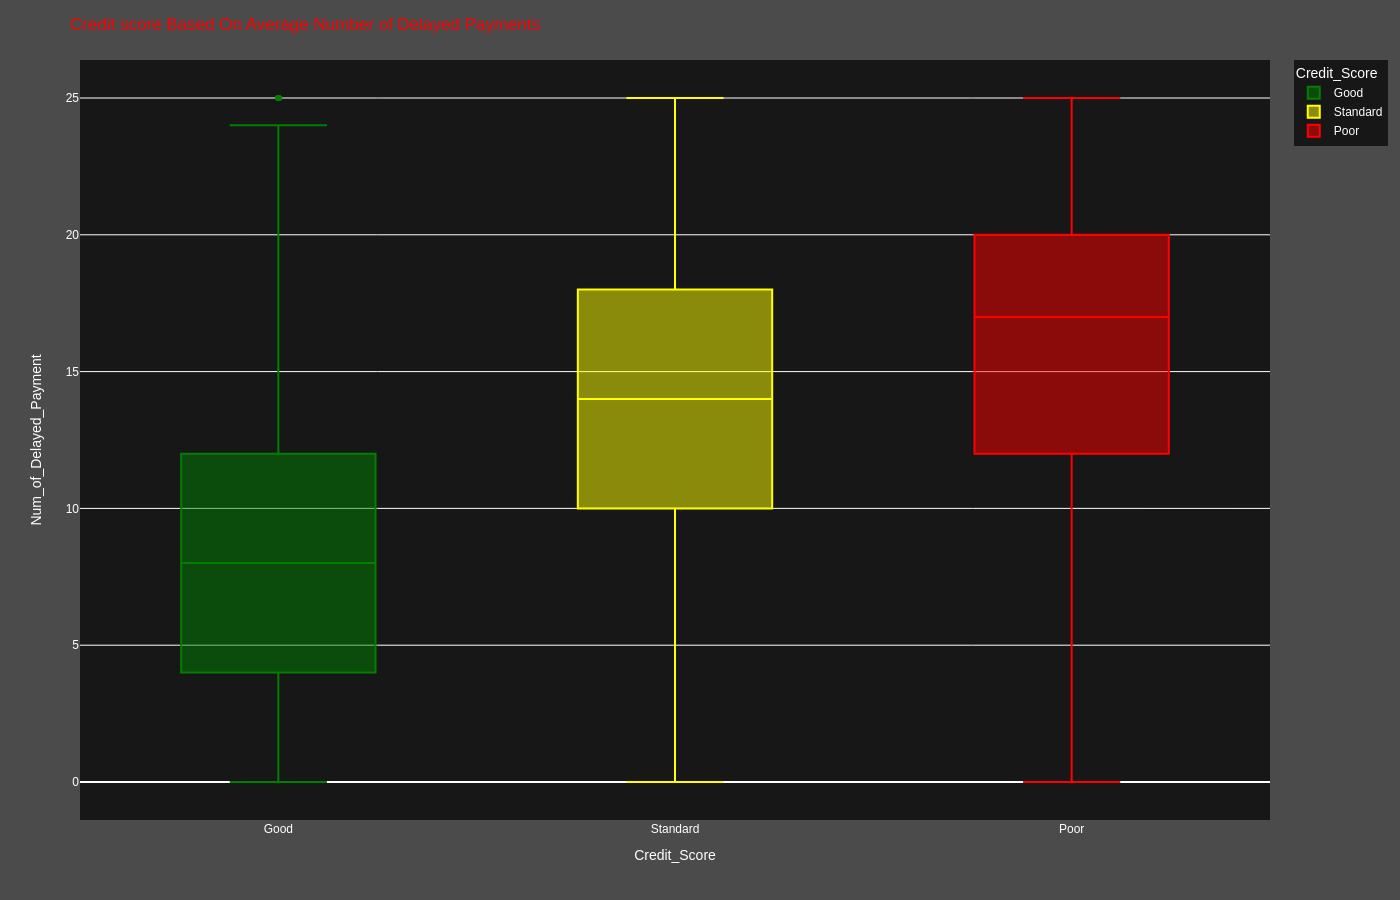 Credit score Based On Average Number of Delayed Payments
Credit_Score
Good
Standard
Poor
25
20
15
10
5
0
Num_of_Delayed_Payment
Good
Standard
Poor
Credit_Score